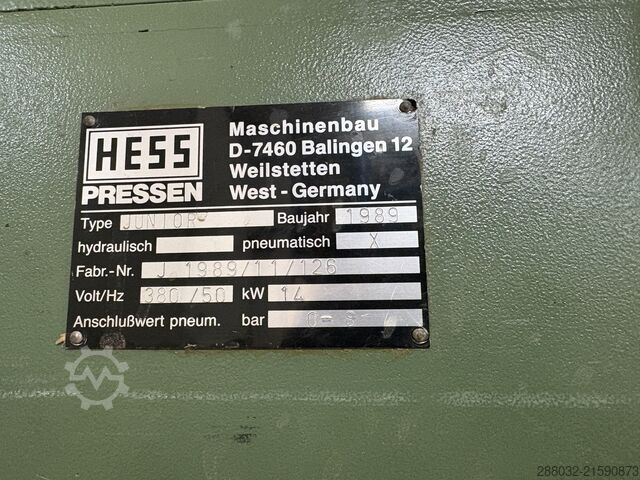 HESS
PRESSEN
Maschinenbau
D-7460 Balingen 12
Weilstetten
West - Germany
Type JUNIOR Baujahr 1989
hydraulisch pneumatisch X
Fabr.-Nr. J.1989/11/126
Volt/Hz 380/50 kW 14
Anschlußwert pneum. bar
288032-21590873